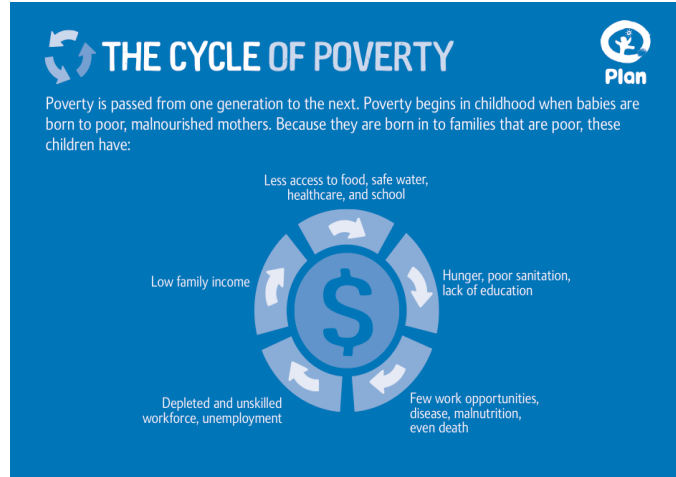 THE CYCLE OF POVERTY
Plan
Poverty is passed from one generation to the next. Poverty begins in childhood when babies are
born to poor, malnourished mothers. Because they are born in to families that are poor, these
children have:
Less access to food, safe water,
healthcare, and school
Hunger, poor sanitation,
lack of education
Few work opportunities,
disease, malnutrition,
even death
Depleted and unskilled
workforce, unemployment
Low family income
$